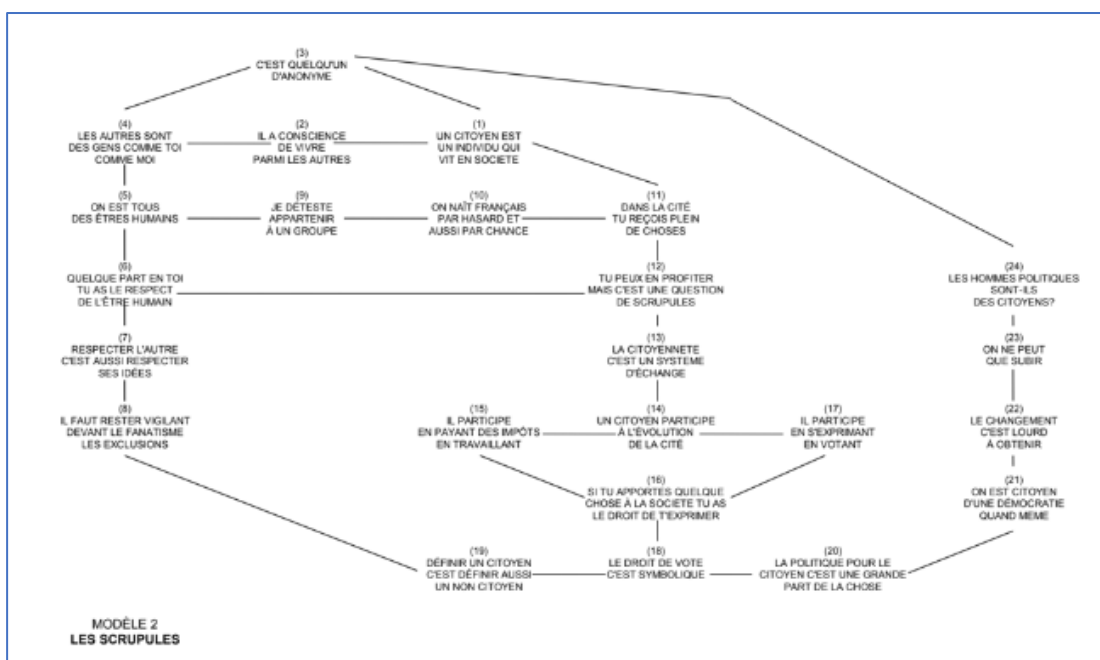 (3)
C'EST QUELQU'UN
D'ANONYME
(4)
LES AUTRES SONT
DES GENS COMME TOI
COMME MOI
(2)
IL A CONSCIENCE
DE VIVRE
PARMI LES AUTRES
(1)
UN CITOYEN EST
UN INDIVIDU QUI
VIT EN SOCIETE
(5)
ON EST TOUS
DES ÊTRES HUMAINS
(9)
JE DÉTESTE
APPARTENIR
À UN GROUPE
(10)
ON NAÎT FRANÇAIS
PAR HASARD ET
AUSSI PAR CHANCE
(11)
DANS LA CITÉ
TU REÇOIS PLEIN
DE CHOSES
(6)
QUELQUE PART EN TOI
TU AS LE RESPECT
DE L'ÊTRE HUMAIN
(12)
TU PEUX EN PROFITER
MAIS C'EST UNE QUESTION
DE SCRUPULES
(24)
LES HOMMES POLITIQUES
SONT-ILS
DES CITOYENS?
(7)
RESPECTER L'AUTRE
C'EST AUSSI RESPECTER
SES IDÉES
(13)
LA CITOYENNETE
C'EST UN SYSTEME
D'ÉCHANGE
(23)
ON NE PEUT
QUE SUBIR
(8)
IL FAUT RESTER VIGILANT
DEVANT LE FANATISME
LES EXCLUSIONS
(15)
IL PARTICIPE
EN PAYANT DES IMPÔTS
EN TRAVAILLANT
(14)
UN CITOYEN PARTICIPE
À L'ÉVOLUTION
DE LA CITÉ
(17)
IL PARTICIPE
EN S'EXPRIMANT
EN VOTANT
(22)
LE CHANGEMENT
C'EST LOURD
À OBTENIR
(16)
SI TU APPORTES QUELQUE
CHOSE À LA SOCIETE TU AS
LE DROIT DE T'EXPRIMER
(21)
ON EST CITOYEN
D'UNE DÉMOCRATIE
QUAND MEME
(19)
DÉFINIR UN CITOYEN
C'EST DÉFINIR AUSSI
UN NON CITOYEN
(18)
LE DROIT DE VOTE
C'EST SYMBOLIQUE
(20)
LA POLITIQUE POUR LE
CITOYEN C'EST UNE GRANDE
PART DE LA CHOSE
MODÈLE 2
LES SCRUPULES